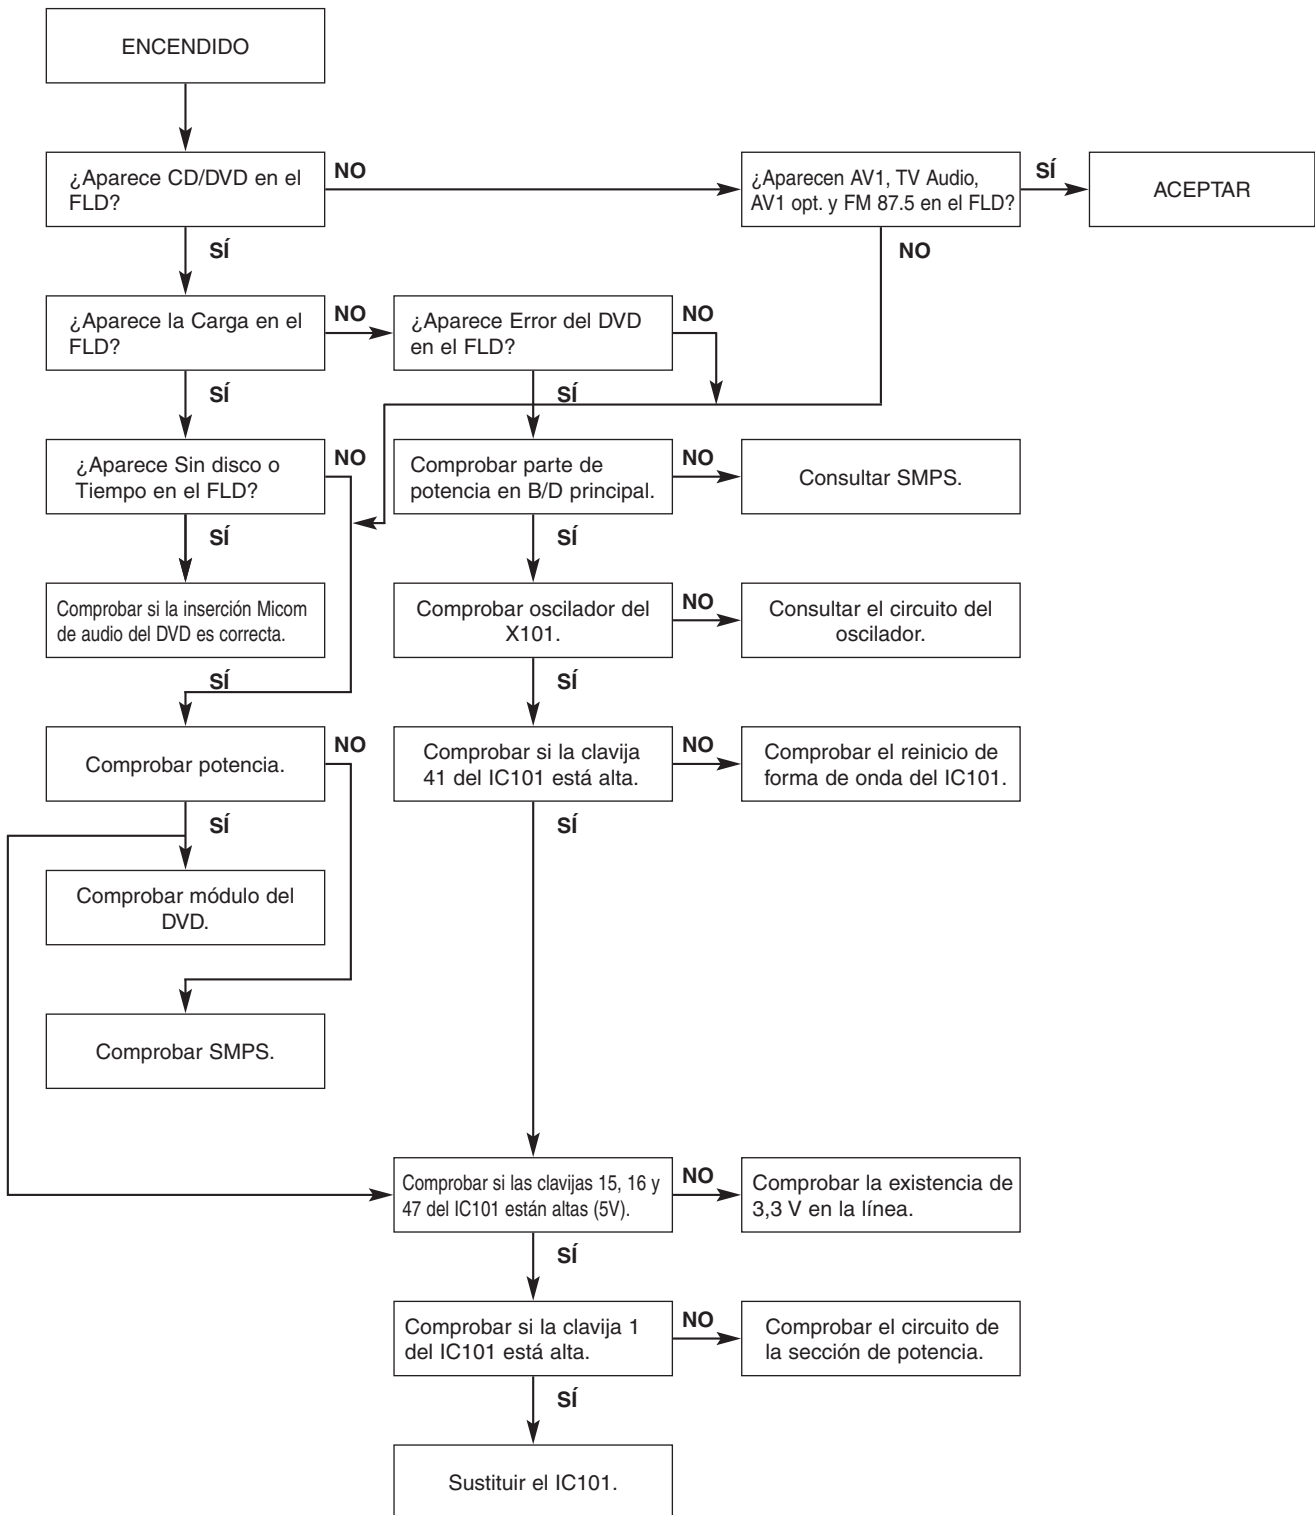 ENCENDIDO
¿Aparece CD/DVD en el
FLD?
NO
¿Aparecen AV1, TV Audio,
AV1 opt. y FM 87.5 en el FLD?
SÍ
ACEPTAR
SÍ
NO
¿Aparece la Carga en el
FLD?
NO
¿Aparece Error del DVD
en el FLD?
NO
SÍ
SÍ
¿Aparece Sin disco o
Tiempo en el FLD?
NO
Comprobar parte de
potencia en B/D principal.
NO
Consultar SMPS.
SÍ
SÍ
Comprobar si la inserción Micom
de audio del DVD es correcta.
Comprobar oscilador del
X101.
NO
Consultar el circuito del
oscilador.
SÍ
SÍ
Comprobar potencia.
NO
Comprobar si la clavija
41 del IC101 está alta.
NO
Comprobar el reinicio de
forma de onda del IC101.
SÍ
SÍ
Comprobar módulo del
DVD.
Comprobar SMPS.
Comprobar si las clavijas 15, 16 y
47 del IC101 están altas (5V).
NO
Comprobar la existencia de
3,3 V en la línea.
SÍ
Comprobar si la clavija 1
del IC101 está alta.
NO
Comprobar el circuito de
la sección de potencia.
SÍ
Sustituir el IC101.